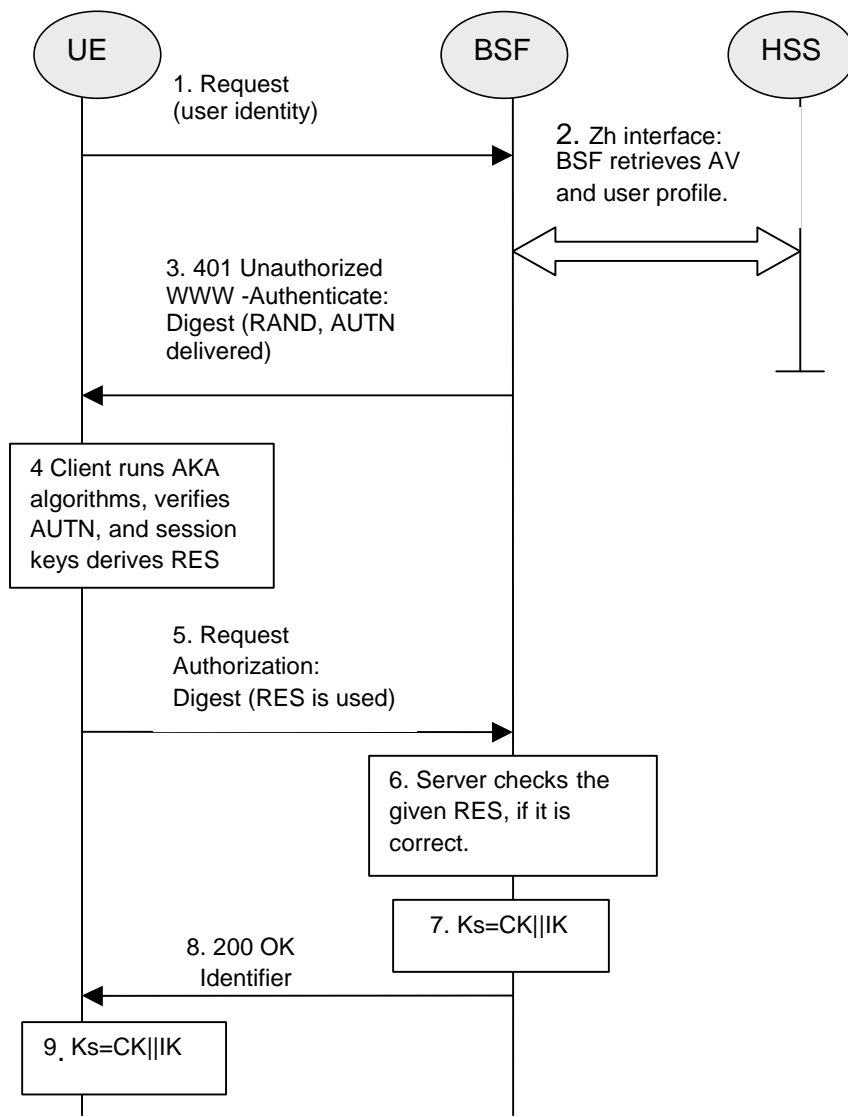 UE
BSF
HSS
1. Request
(user identity)
2. Zh interface:
BSF retrieves AV
and user profile.
3. 401 Unauthorized
WWW -Authenticate:
Digest (RAND, AUTN
delivered)
4 Client runs AKA
algorithms, verifies
AUTN, and session
keys derives RES
5. Request
Authorization:
Digest (RES is used)
6. Server checks the
given RES, if it is
correct.
7. Ks=CK||IK
8. 200 OK
Identifier
9. Ks=CK||IK